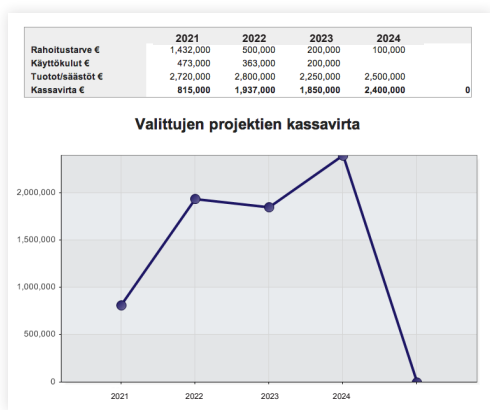 2021 2022 2023 2024
Rahoitustarve € 1,432,000 500,000 200,000 100,000
Käyttökulut € 473,000 363,000 200,000
Tuotot/säästöt € 2,720,000 2,800,000 2,250,000 2,500,000
Kassavirta € 815,000 1,937,000 1,850,000 2,400,000 0
Valittujen projektien kassavirta
2,000,000
1,500,000
1,000,000
500,000
0
2021 2022 2023 2024